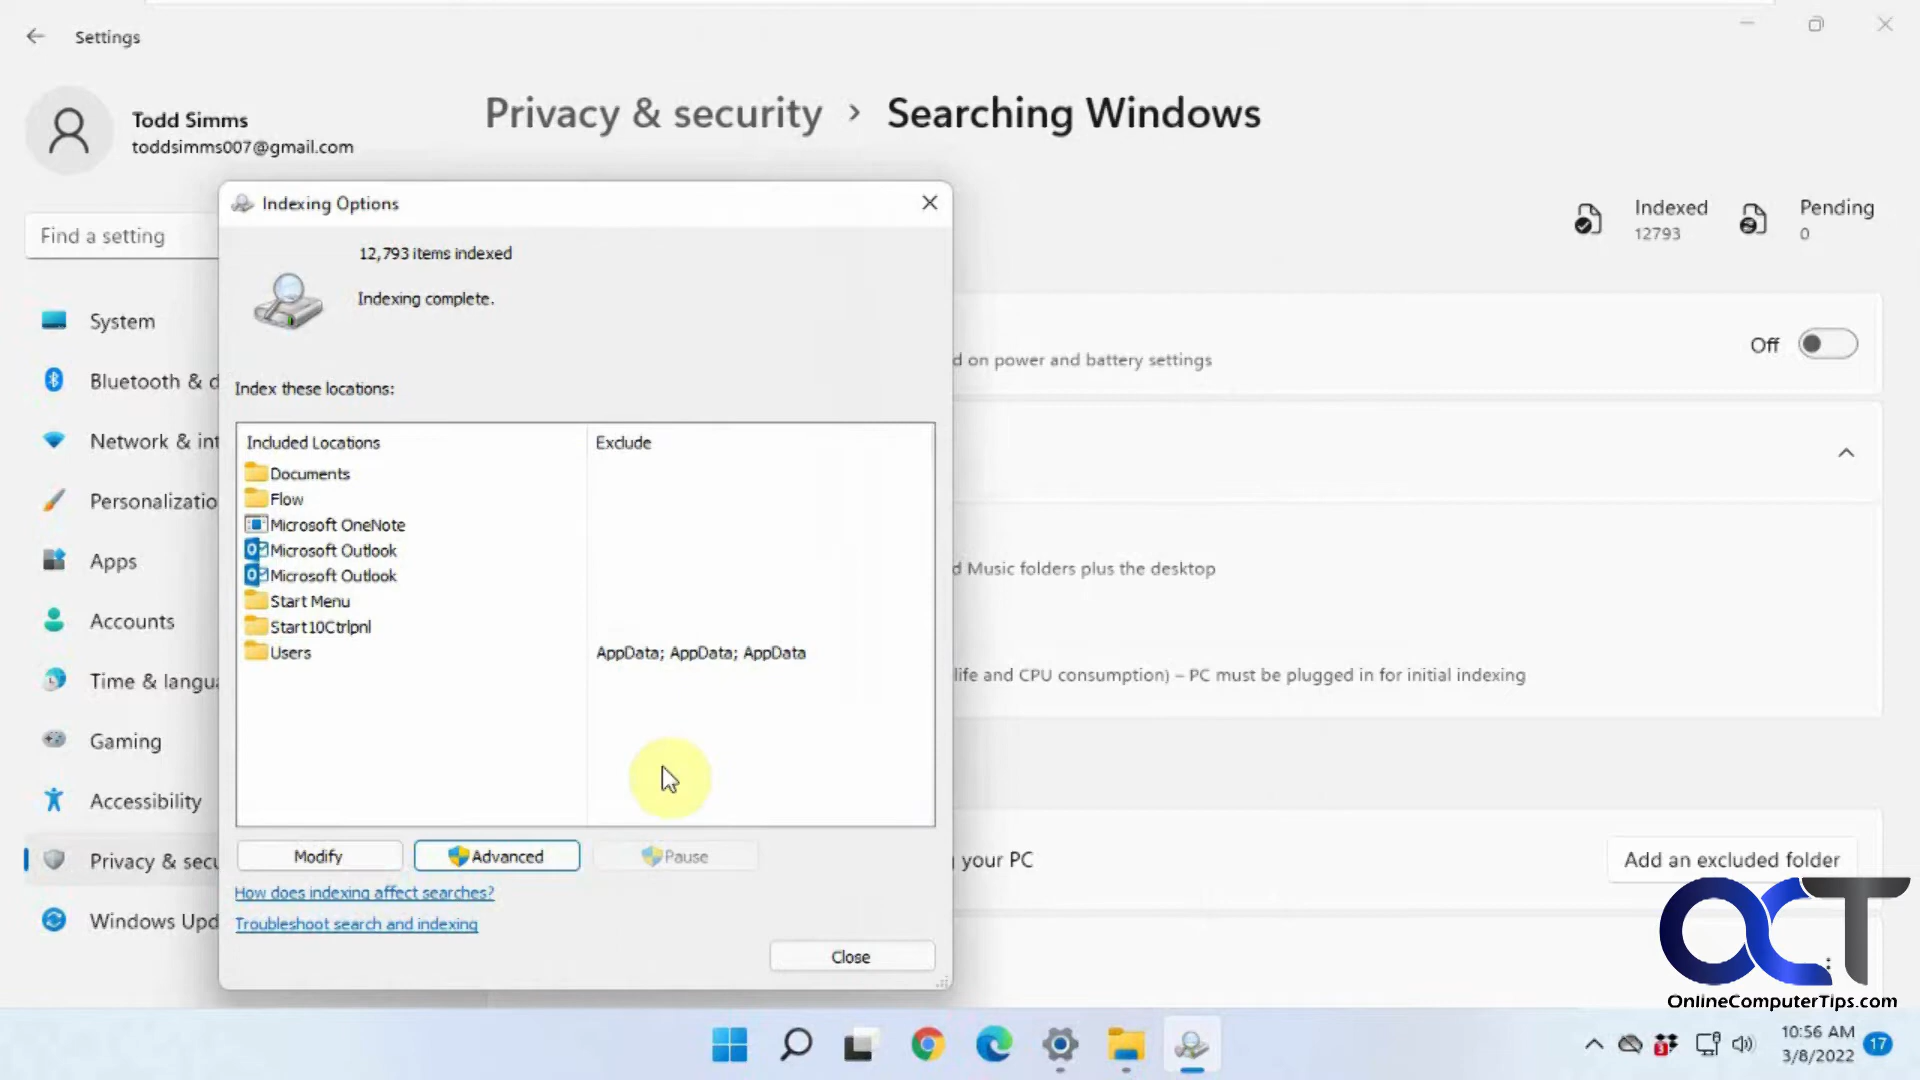 Settings
Todd Simms
toddsimms007@gmail.com
Privacy & security > Searching Windows
Find a setting
Indexed
12793
Pending
0
System
Bluetooth & d
Network & int
Personalizatio
Apps
Accounts
Time & langua
Gaming
Accessibility
Privacy & secu
Windows Upd
Indexing Options
12,793 items indexed
Indexing complete.
Index these locations:
Included Locations
Exclude
Documents
Flow
Microsoft OneNote
Microsoft Outlook
Microsoft Outlook
Start Menu
Start10Ctrlpnl
Users
AppData; AppData; AppData
Modify
Advanced
Pause
How does indexing affect searches?
Troubleshoot search and indexing
Close
Off
d on power and battery settings
d Music folders plus the desktop
life and CPU consumption) – PC must be plugged in for initial indexing
your PC
Add an excluded folder
OCT
OnlineComputerTips.com
10:56 AM
3/8/2022
17